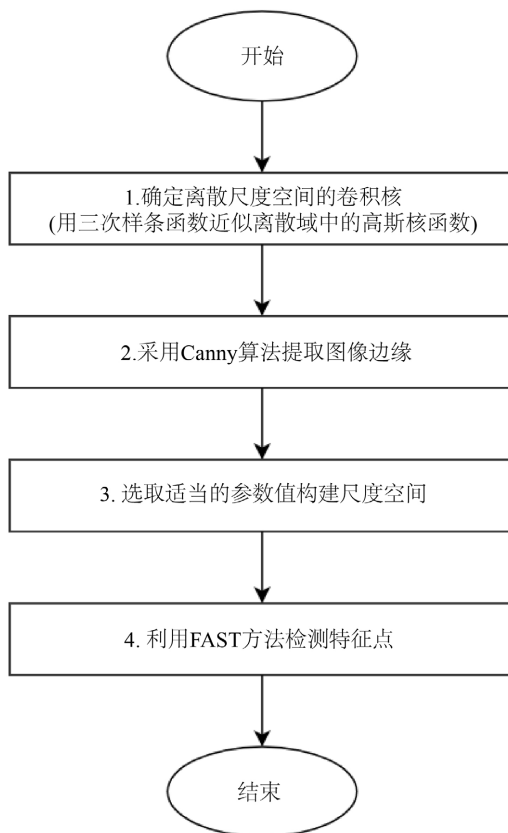 开始
1.确定离散尺度空间的卷积核
(用三次样条函数近似离散域中的高斯核函数)
2.采用Canny算法提取图像边缘
3. 选取适当的参数值构建尺度空间
4. 利用FAST方法检测特征点
结束